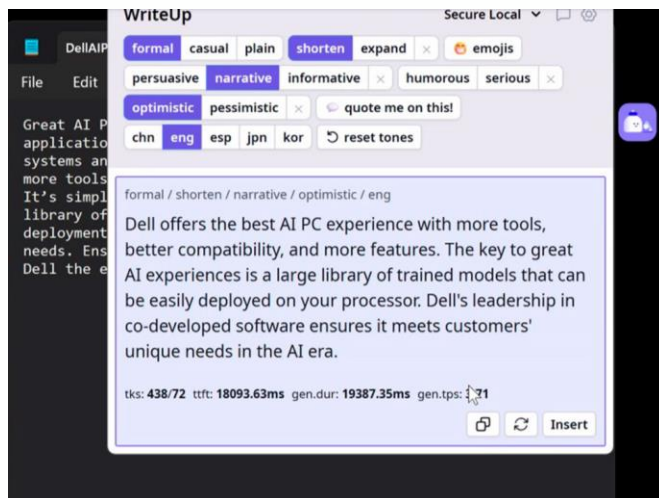 WriteUp Secure Local
DellAIP
formal casual plain shorten expand × emojis
File Edit
persuasive narrative informative × humorous serious ×
optimistic pessimistic × quote me on this!
chn eng esp jpn kor reset tones
Great AI P
applicatio
systems an
more tools
It's simpl
library of
deployment
needs. Ens
Dell the e
formal / shorten / narrative / optimistic / eng
Dell offers the best AI PC experience with more tools,
better compatibility, and more features. The key to great
AI experiences is a large library of trained models that can
be easily deployed on your processor. Dell's leadership in
co-developed software ensures it meets customers'
unique needs in the AI era.
tks: 438/72 ttft: 18093.63ms gen.dur: 19387.35ms gen.tps:
Insert